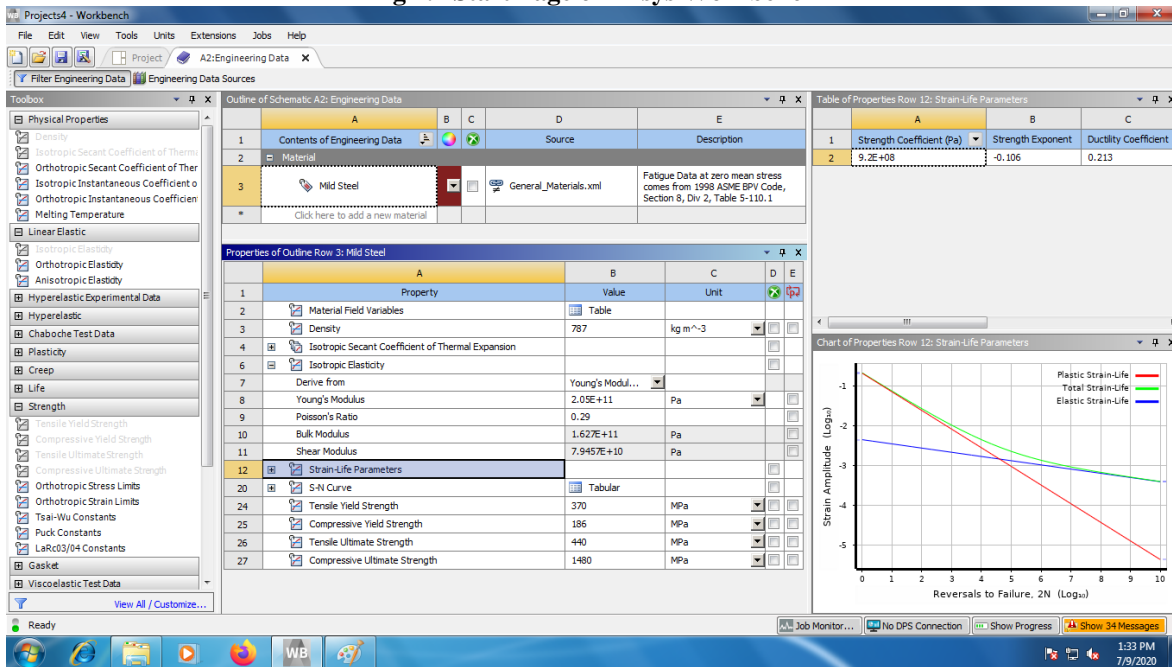 Projects4 - Workbench
File Edit View Tools Units Extensions Jobs Help
Project A2:Engineering Data
Filter Engineering Data Engineering Data Sources
Toolbox
Physical Properties
Density
Isotropic Secant Coefficient of Therma
Orthotropic Secant Coefficient of Ther
Isotropic Instantaneous Coefficient o
Orthotropic Instantaneous Coefficien
Melting Temperature
Linear Elastic
Isotropic Elasticity
Orthotropic Elasticity
Anisotropic Elasticity
Hyperelastic Experimental Data
Hyperelastic
Chaboche Test Data
Plasticity
Creep
Life
Strength
Tensile Yield Strength
Compressive Yield Strength
Tensile Ultimate Strength
Compressive Ultimate Strength
Orthotropic Stress Limits
Orthotropic Strain Limits
Tsai-Wu Constants
Puck Constants
LaRc03/04 Constants
Gasket
Viscoelastic Test Data
View All / Customize...
Outline of Schematic A2: Engineering Data
A B C D E
1 Contents of Engineering Data Source Description
2 Material
3 Mild Steel General_Materials.xml Fatigue Data at zero mean stress
comes from 1998 ASME BPV Code,
Section 8, Div 2, Table 5-110.1
* Click here to add a new material
Properties of Outline Row 3: Mild Steel
A B C D E
1 Property Value Unit
2 Material Field Variables Table
3 Density 787 kg m^-3
4 Isotropic Secant Coefficient of Thermal Expansion
6 Isotropic Elasticity
7 Derive from Young's Modul...
8 Young's Modulus 2.05E+11 Pa
9 Poisson's Ratio 0.29
10 Bulk Modulus 1.627E+11 Pa
11 Shear Modulus 7.9457E+10 Pa
12 Strain-Life Parameters
20 S-N Curve Tabular
24 Tensile Yield Strength 370 MPa
25 Compressive Yield Strength 186 MPa
26 Tensile Ultimate Strength 440 MPa
27 Compressive Ultimate Strength 1480 MPa
Table of Properties Row 12: Strain-Life Parameters
A B C
1 Strength Coefficient (Pa) Strength Exponent Ductility Coefficient
2 9.2E+08 -0.106 0.213
Chart of Properties Row 12: Strain-Life Parameters
Plastic Strain-Life
Total Strain-Life
Elastic Strain-Life
Strain Amplitude (Log₁₀)
-1
-2
-3
-4
-5
0 1 2 3 4 5 6 7 8 9 10
Reversals to Failure, 2N (Log₁₀)
Ready
Job Monitor... No DPS Connection Show Progress Show 34 Messages
WB
1:33 PM
7/9/2020